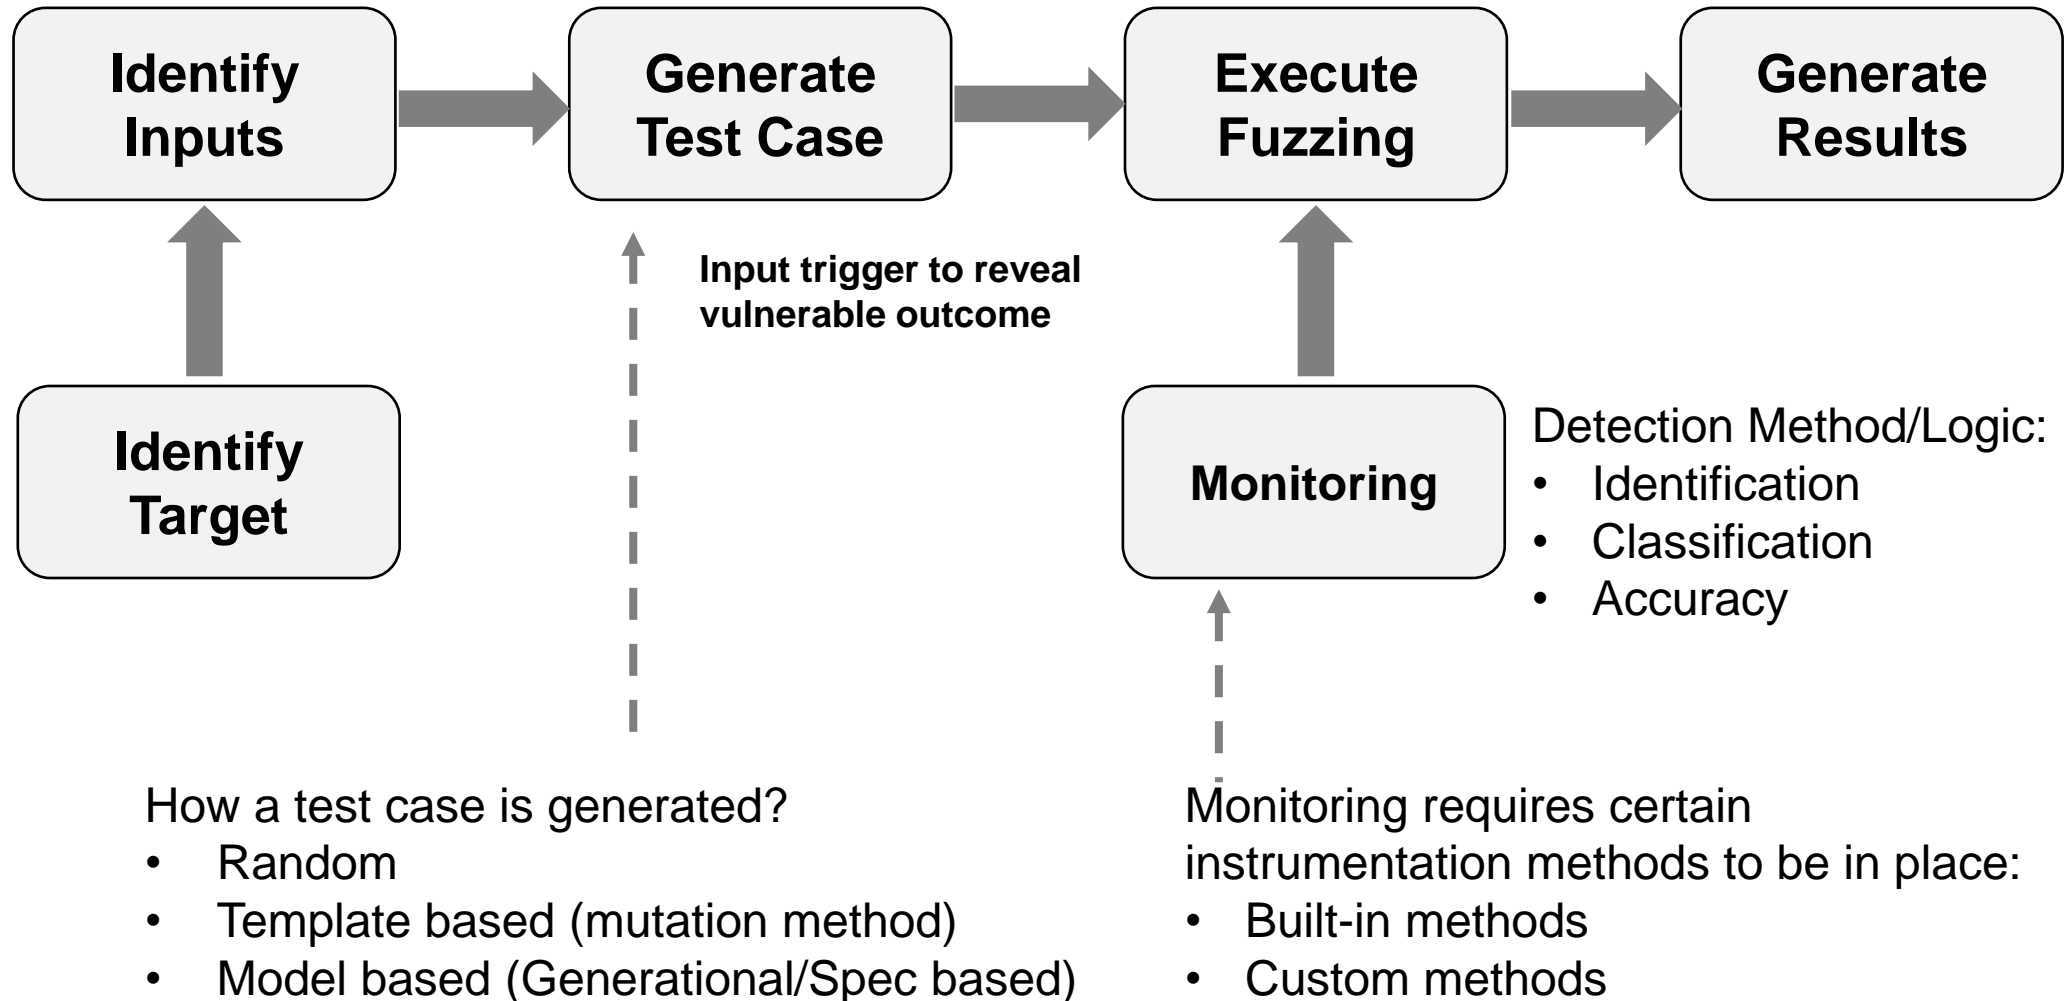 Identify
Inputs
Generate
Test Case
Execute
Fuzzing
Generate
Results
Input trigger to reveal
vulnerable outcome
Identify
Target
Monitoring
Detection Method/Logic:
• Identification
• Classification
• Accuracy
How a test case is generated?
• Random
• Template based (mutation method)
• Model based (Generational/Spec based)
Monitoring requires certain
instrumentation methods to be in place:
• Built-in methods
• Custom methods